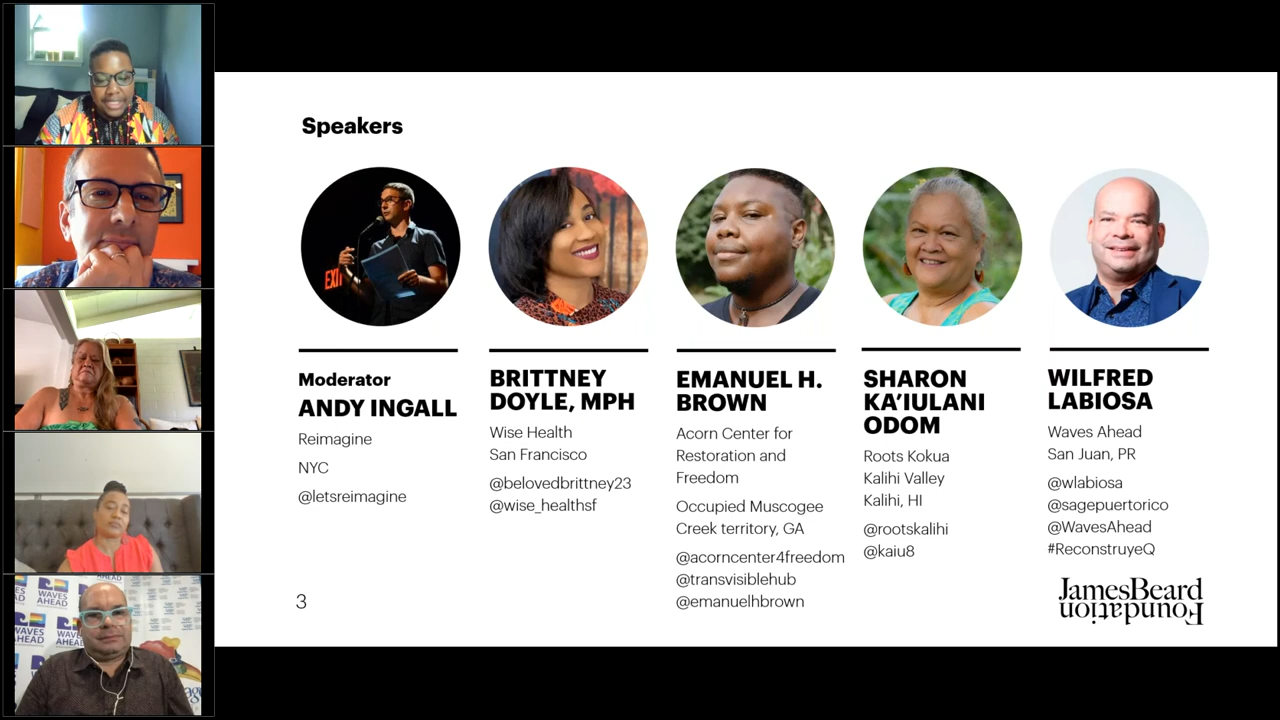 Speakers
EXIT
Moderator
ANDY INGALL
Reimagine
NYC
@letsreimagine
BRITTNEY
DOYLE, MPH
Wise Health
San Francisco
@belovedbrittney23
@wise_healthsf
EMANUEL H.
BROWN
Acorn Center for
Restoration and
Freedom
Occupied Muscogee
Creek territory, GA
@acorncenter4freedom
@transvisiblehub
@emanuelhbrown
SHARON
KA’IULANI
ODOM
Roots Kokua
Kalihi Valley
Kalihi, HI
@rootskalihi
@kaiu8
WILFRED
LABIOSA
Waves Ahead
San Juan, PR
@wlabiosa
@sagepuertorico
@WavesAhead
#ReconstruyeQ
3
JamesBeard
Foundation
AHEAD
WAVES
AHEAD
WAVES
AHEAD